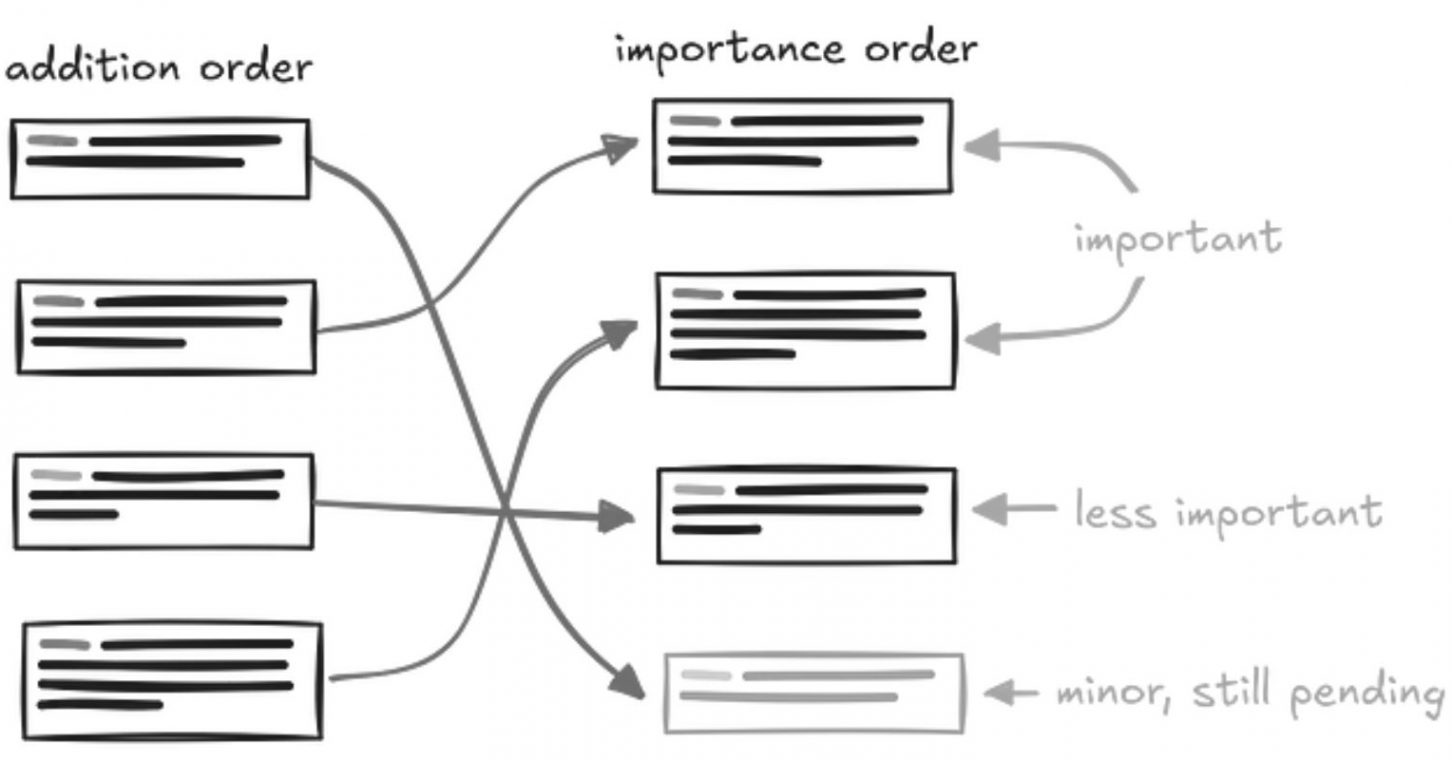 addition order
importance order
important
less important
minor, still pending